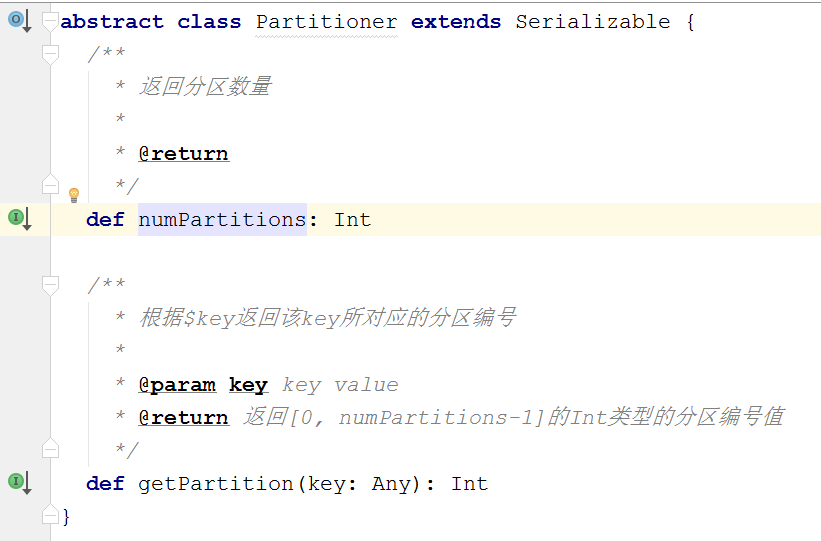 abstract class Partitioner extends Serializable {
/**
* 返回分区数量
*
* @return
*/
def numPartitions: Int
/**
* 根据$key返回该key所对应的分区编号
*
* @param key key value
* @return 返回[0, numPartitions-1]的Int类型的分区编号值
*/
def getPartition(key: Any): Int
}